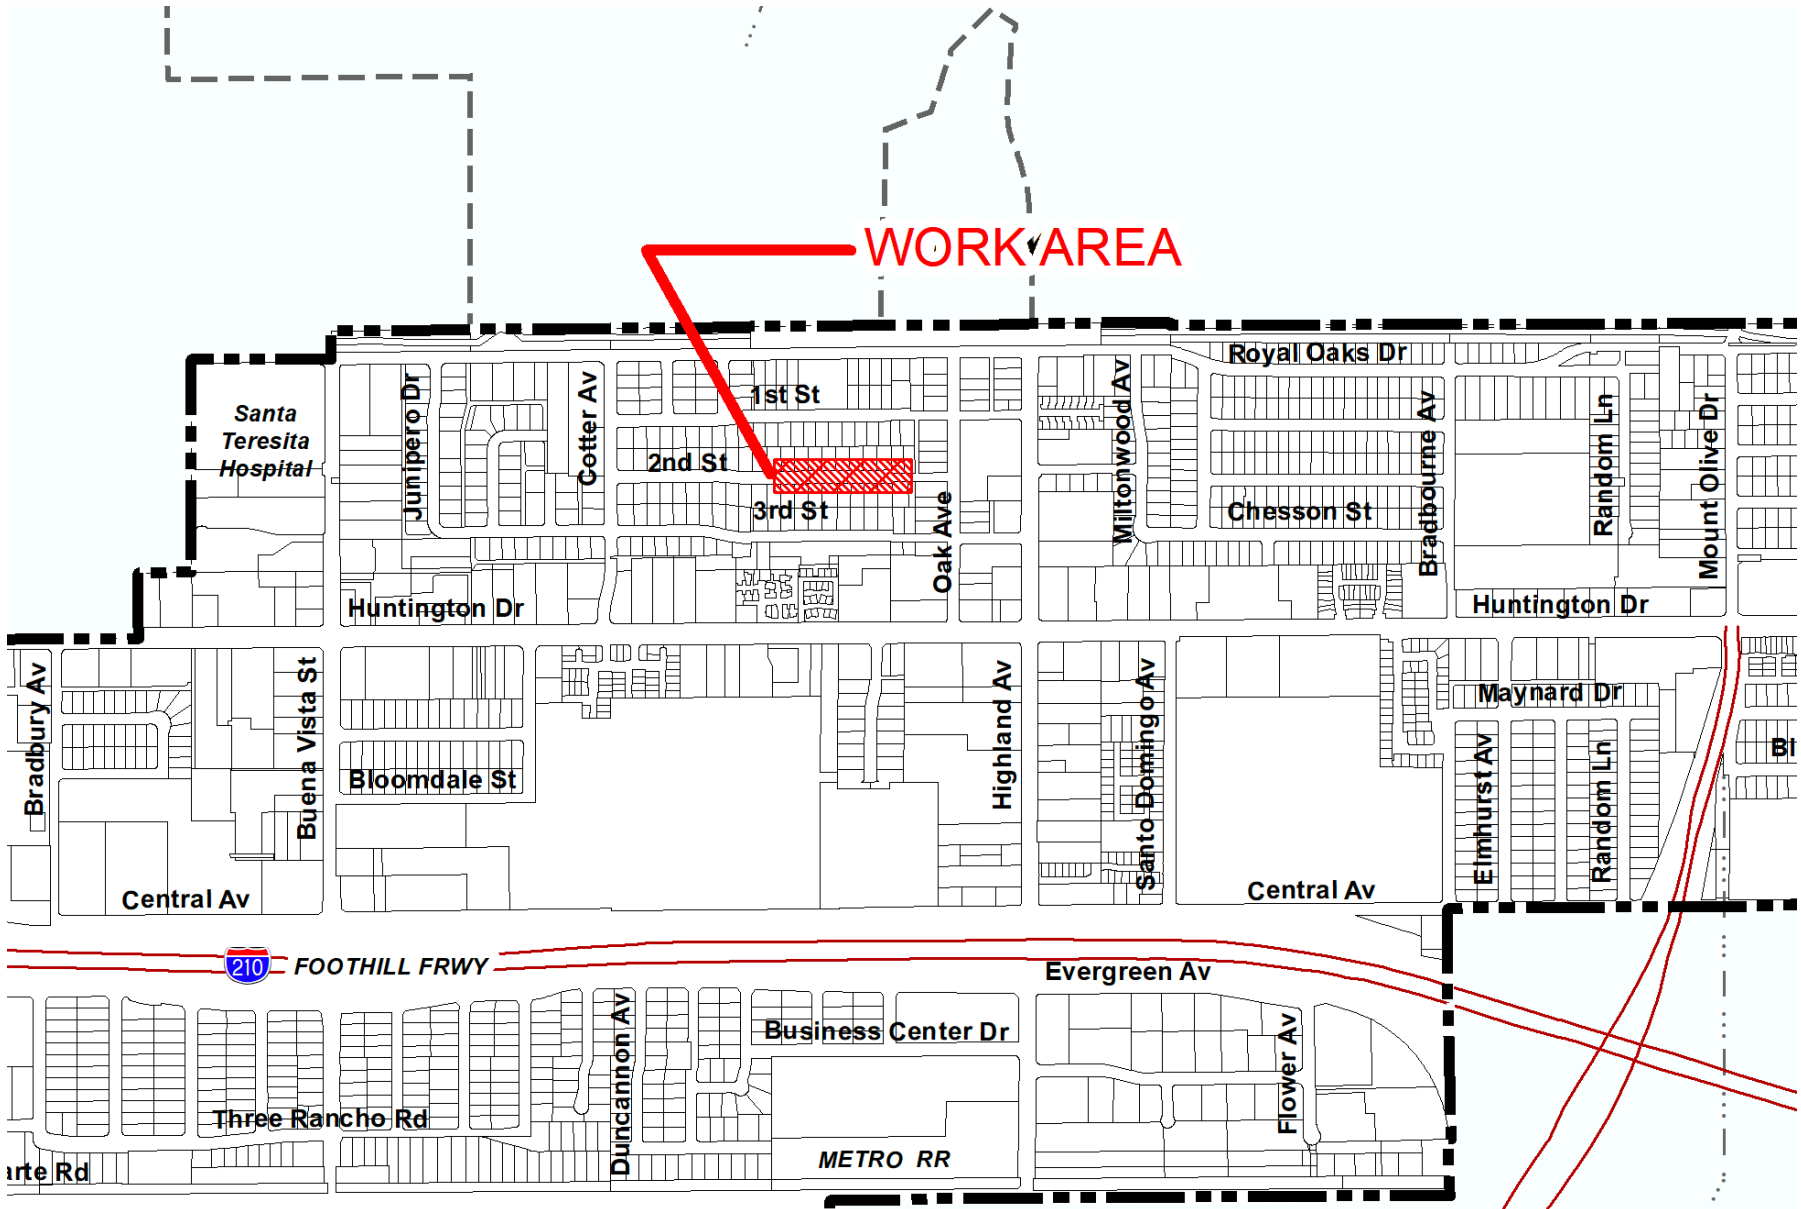 WORK AREA
Royal Oaks Dr
1st St
Santa
Teresita
Hospital
Junipero Dr
Cotter Av
2nd St
3rd St
Oak Ave
Miltonwood Av
Chesson St
Bradbourne Av
Random Ln
Mount Olive Dr
Huntington Dr
Huntington Dr
Bradbury Av
Buena Vista St
Bloomdale St
Highland Av
Santo Domingo Av
Maynard Dr
Elmhurst Av
Random Ln
Bl
Central Av
Central Av
210
FOOTHILL FRWY
Evergreen Av
Duncannon Av
Business Center Dr
Flower Av
Three Rancho Rd
METRO RR
arte Rd